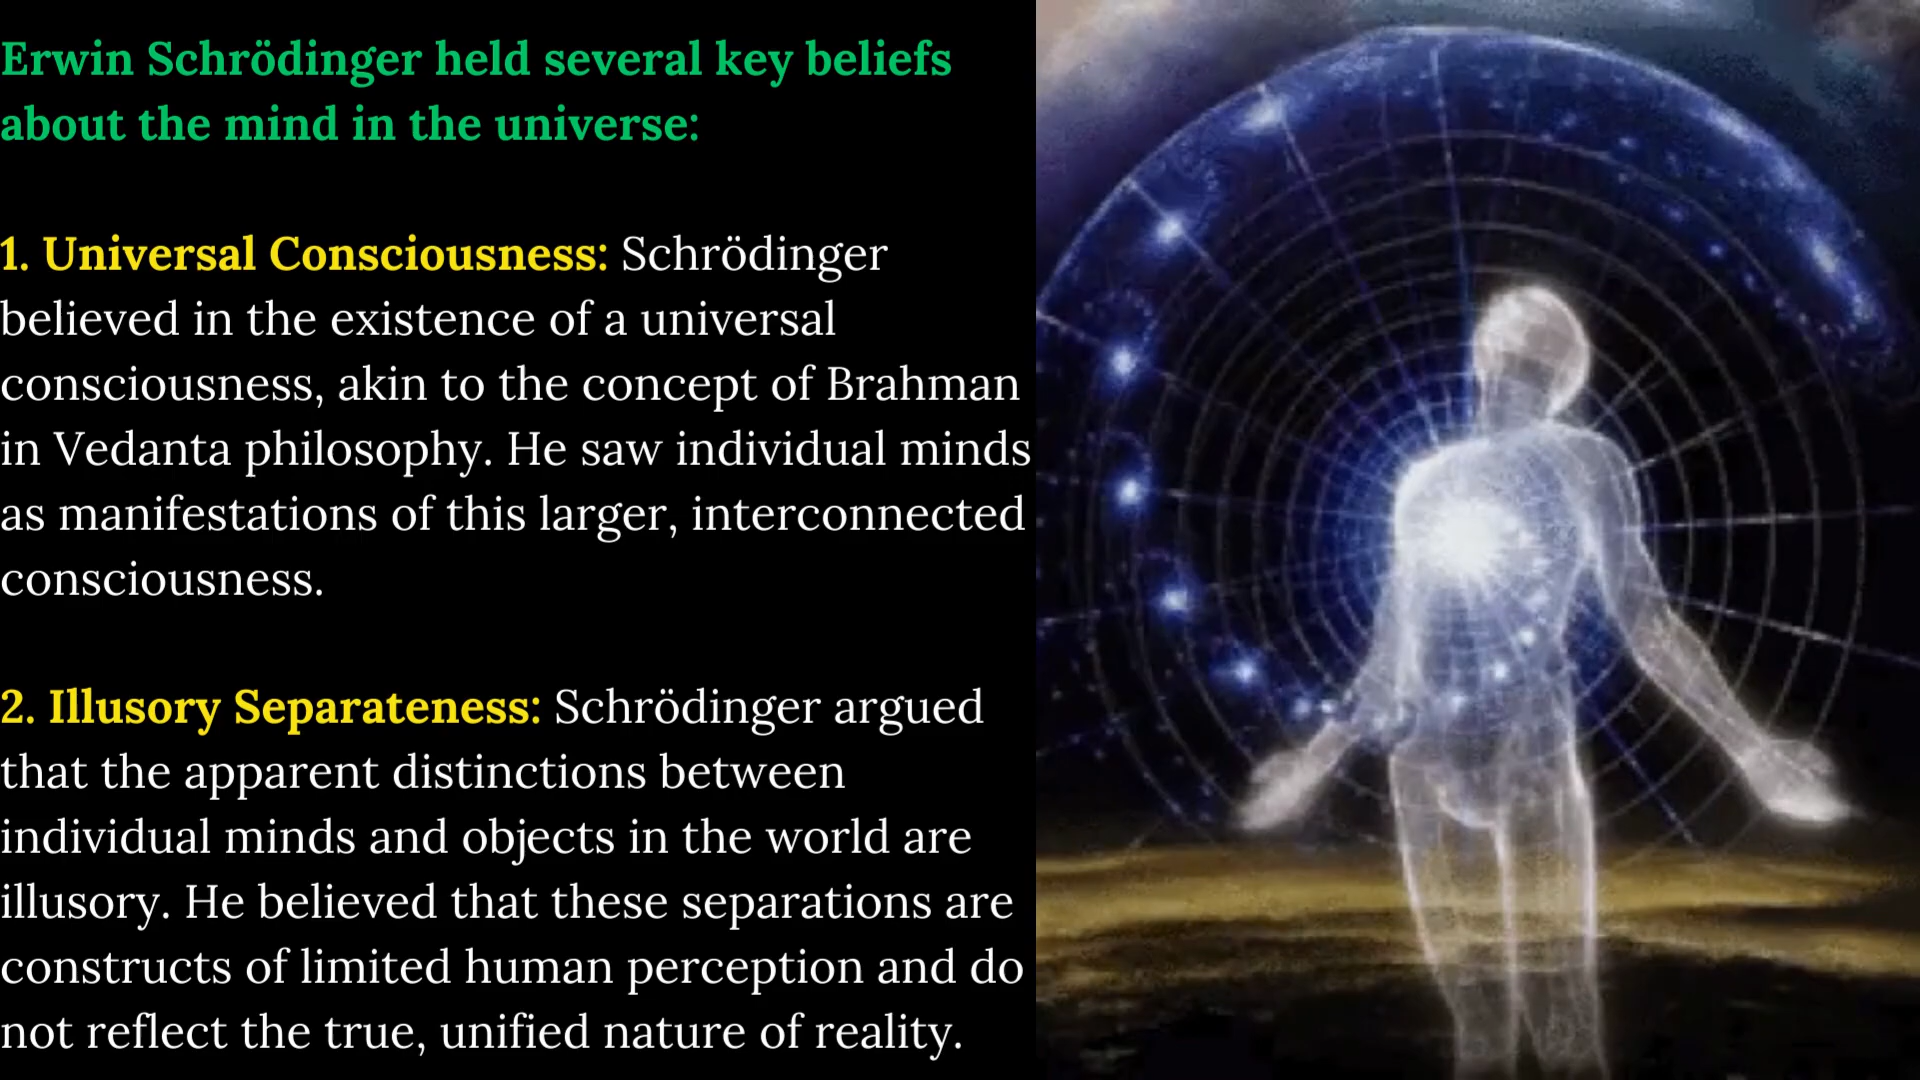 Erwin Schrödinger held several key beliefs
about the mind in the universe:
1. Universal Consciousness: Schrödinger
believed in the existence of a universal
consciousness, akin to the concept of Brahman
in Vedanta philosophy. He saw individual minds
as manifestations of this larger, interconnected
consciousness.
2. Illusory Separateness: Schrödinger argued
that the apparent distinctions between
individual minds and objects in the world are
illusory. He believed that these separations are
constructs of limited human perception and do
not reflect the true, unified nature of reality.